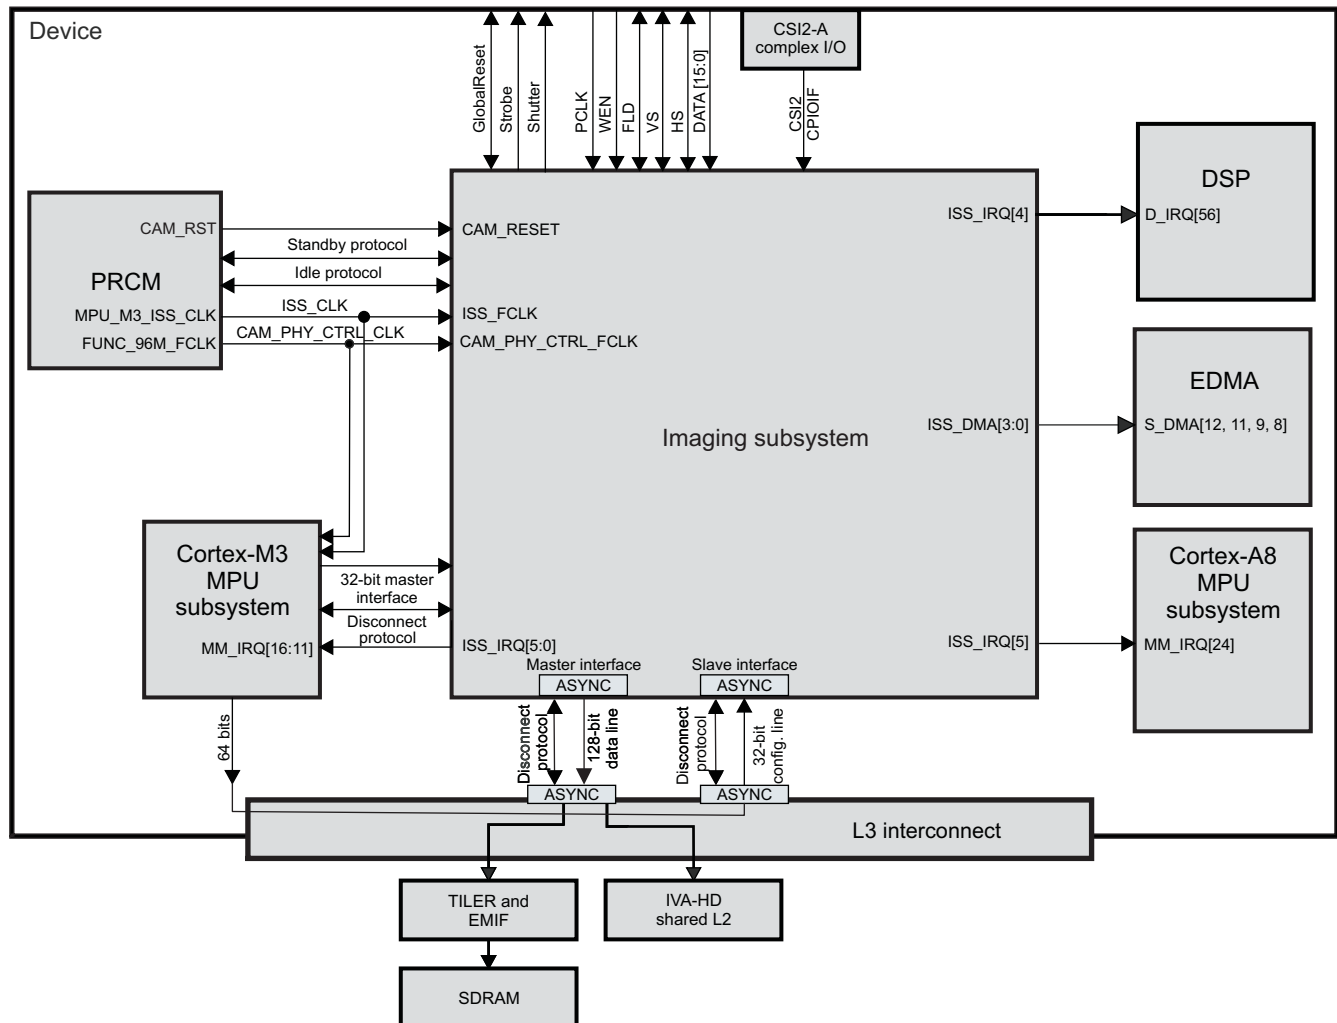 Device
GlobalReset
Strobe
Shutter
PCLK
WEN
FLD
VS
HS
DATA [15:0]
CSI2-A
complex I/O
CSI2
CPIOIF
PRCM
CAM_RST
MPU_M3_ISS_CLK
FUNC_96M_FCLK
Standby protocol
Idle protocol
ISS_CLK
CAM_PHY_CTRL_CLK
CAM_RESET
ISS_FCLK
CAM_PHY_CTRL_FCLK
Imaging subsystem
ISS_IRQ[4]
ISS_DMA[3:0]
ISS_IRQ[5]
DSP
D_IRQ[56]
EDMA
S_DMA[12, 11, 9, 8]
Cortex-A8
MPU
subsystem
MM_IRQ[24]
Cortex-M3
MPU
subsystem
MM_IRQ[16:11]
32-bit master
interface
Disconnect
protocol
ISS_IRQ[5:0]
Master interface
ASYNC
Slave interface
ASYNC
64 bits
Disconnect
protocol
128-bit
data line
Disconnect
protocol
32-bit
config. line
ASYNC
ASYNC
L3 interconnect
TILER and
EMIF
IVA-HD
shared L2
SDRAM